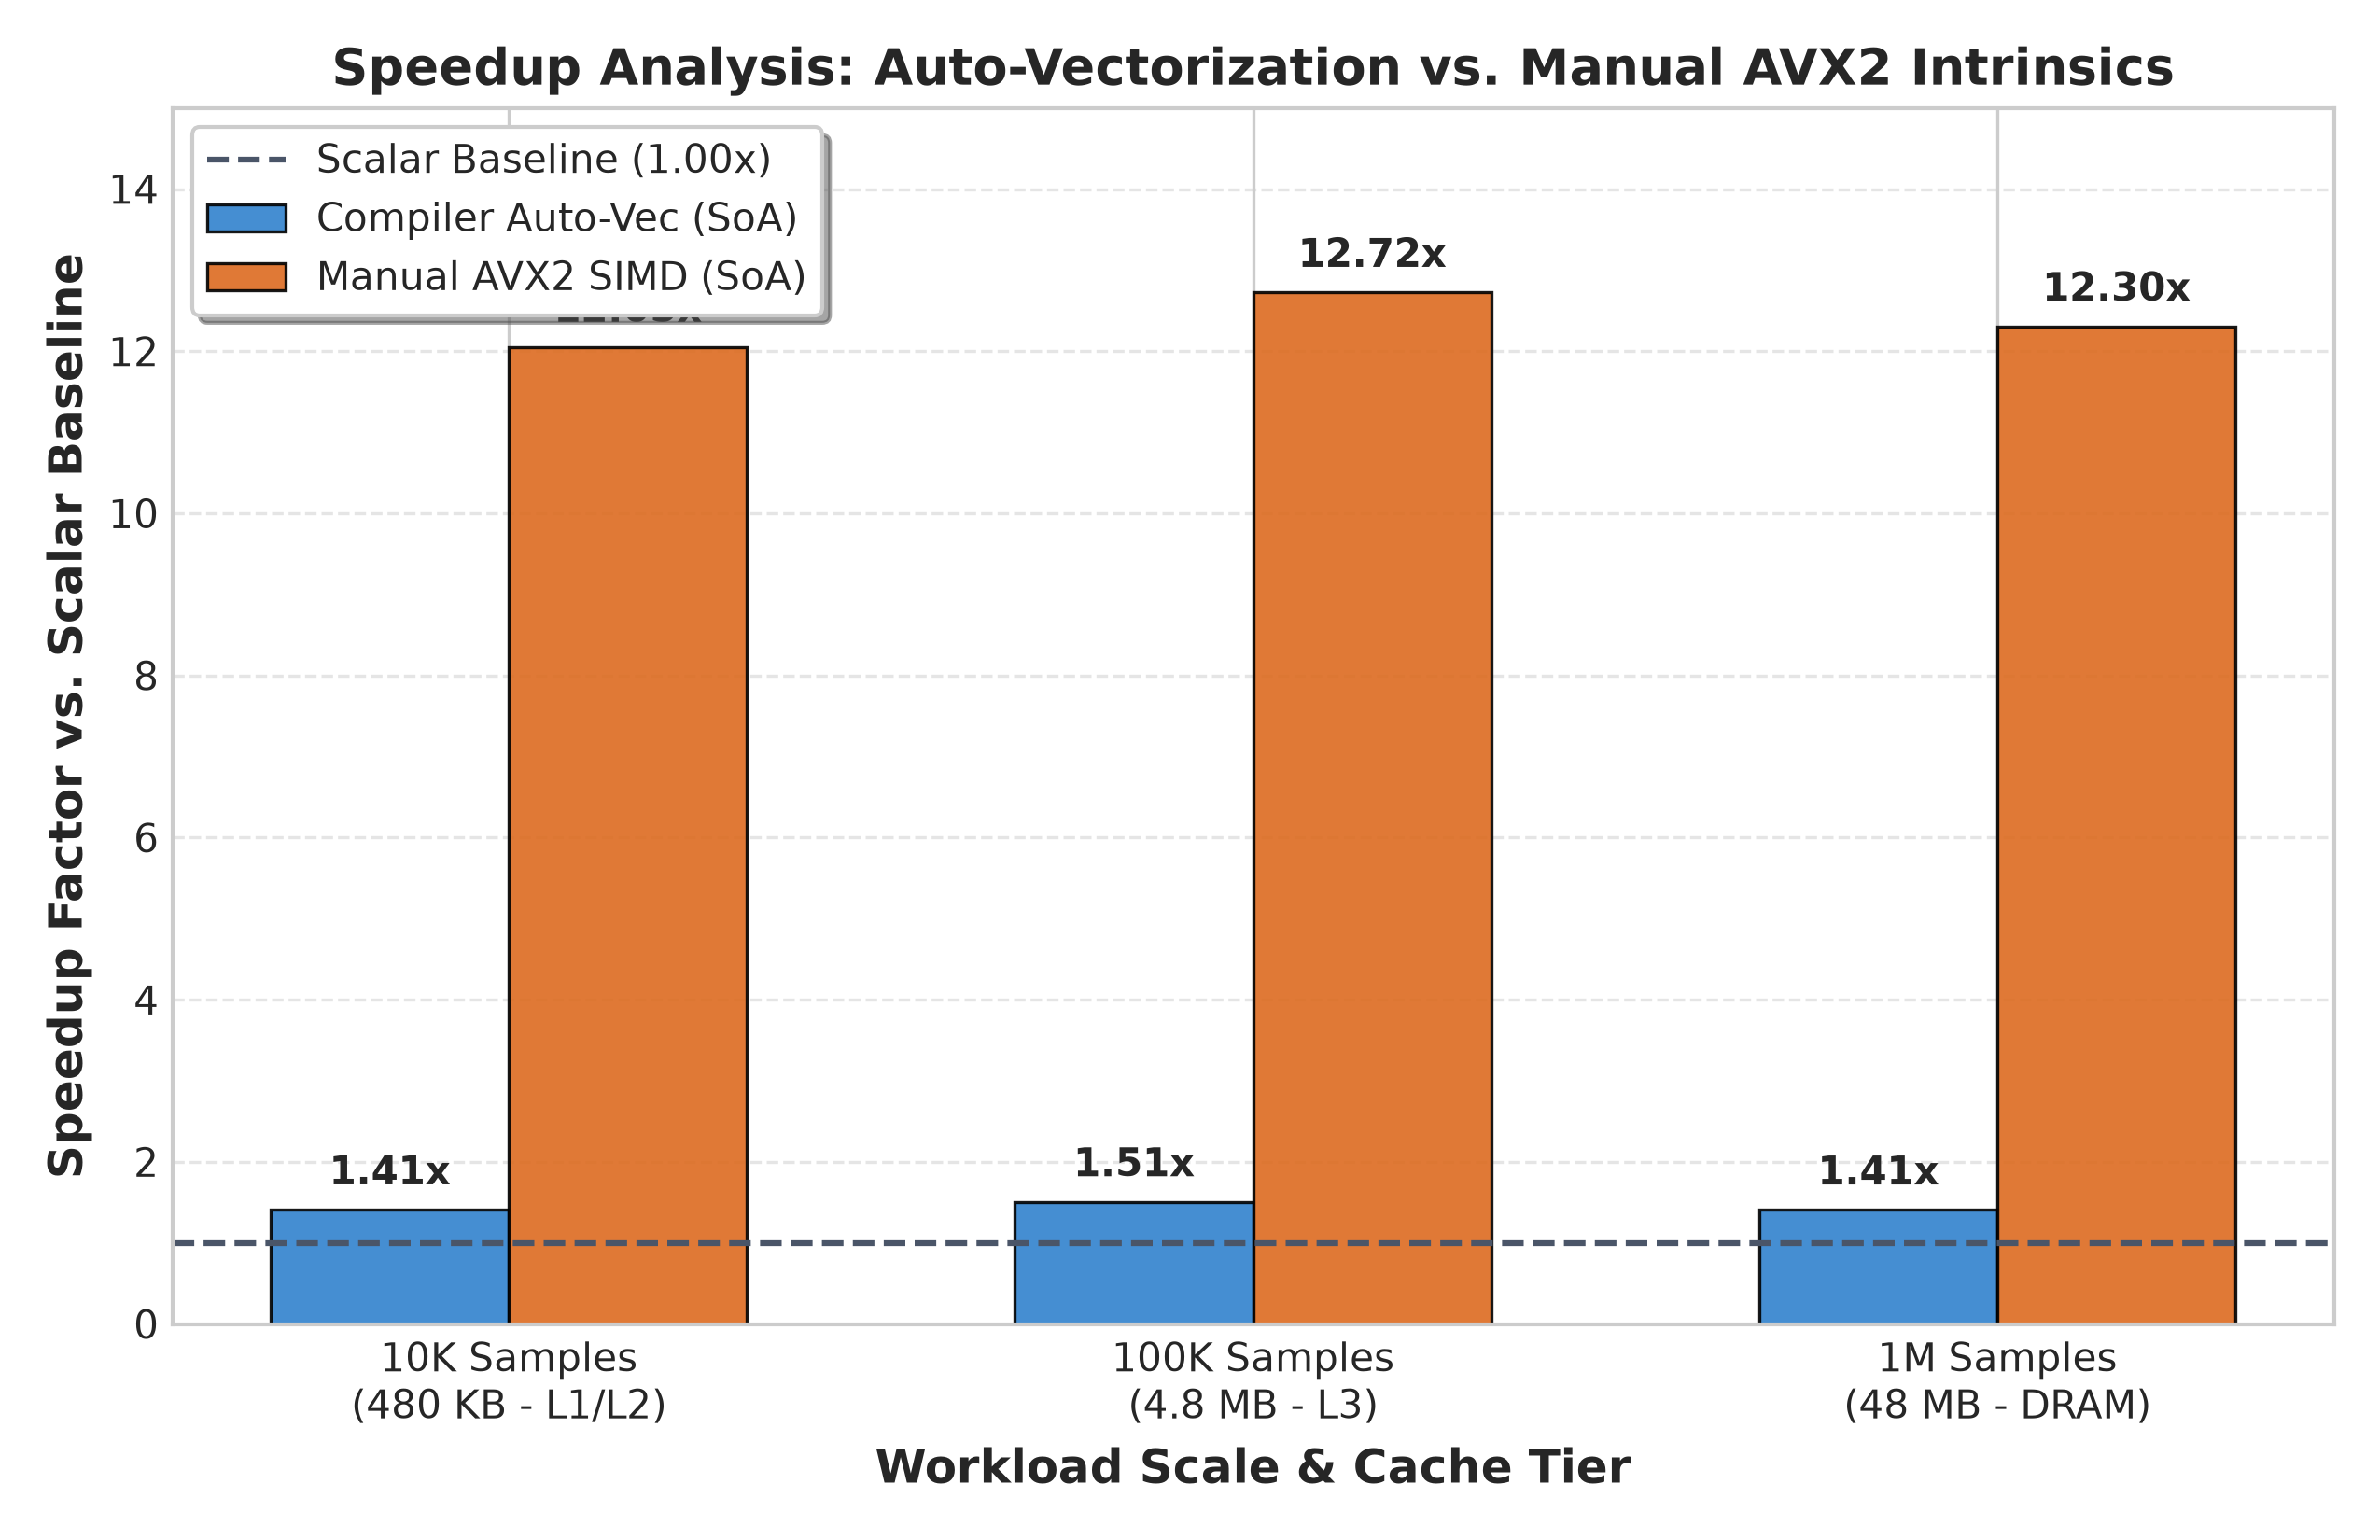 Speedup Analysis: Auto-Vectorization vs. Manual AVX2 Intrinsics
Speedup Factor vs. Scalar Baseline
Scalar Baseline (1.00x)
Compiler Auto-Vec (SoA)
Manual AVX2 SIMD (SoA)
14
12
10
8
6
4
2
0
1.41x
1.51x
12.72x
1.41x
12.30x
10K Samples
(480 KB - L1/L2)
100K Samples
(4.8 MB - L3)
1M Samples
(48 MB - DRAM)
Workload Scale & Cache Tier